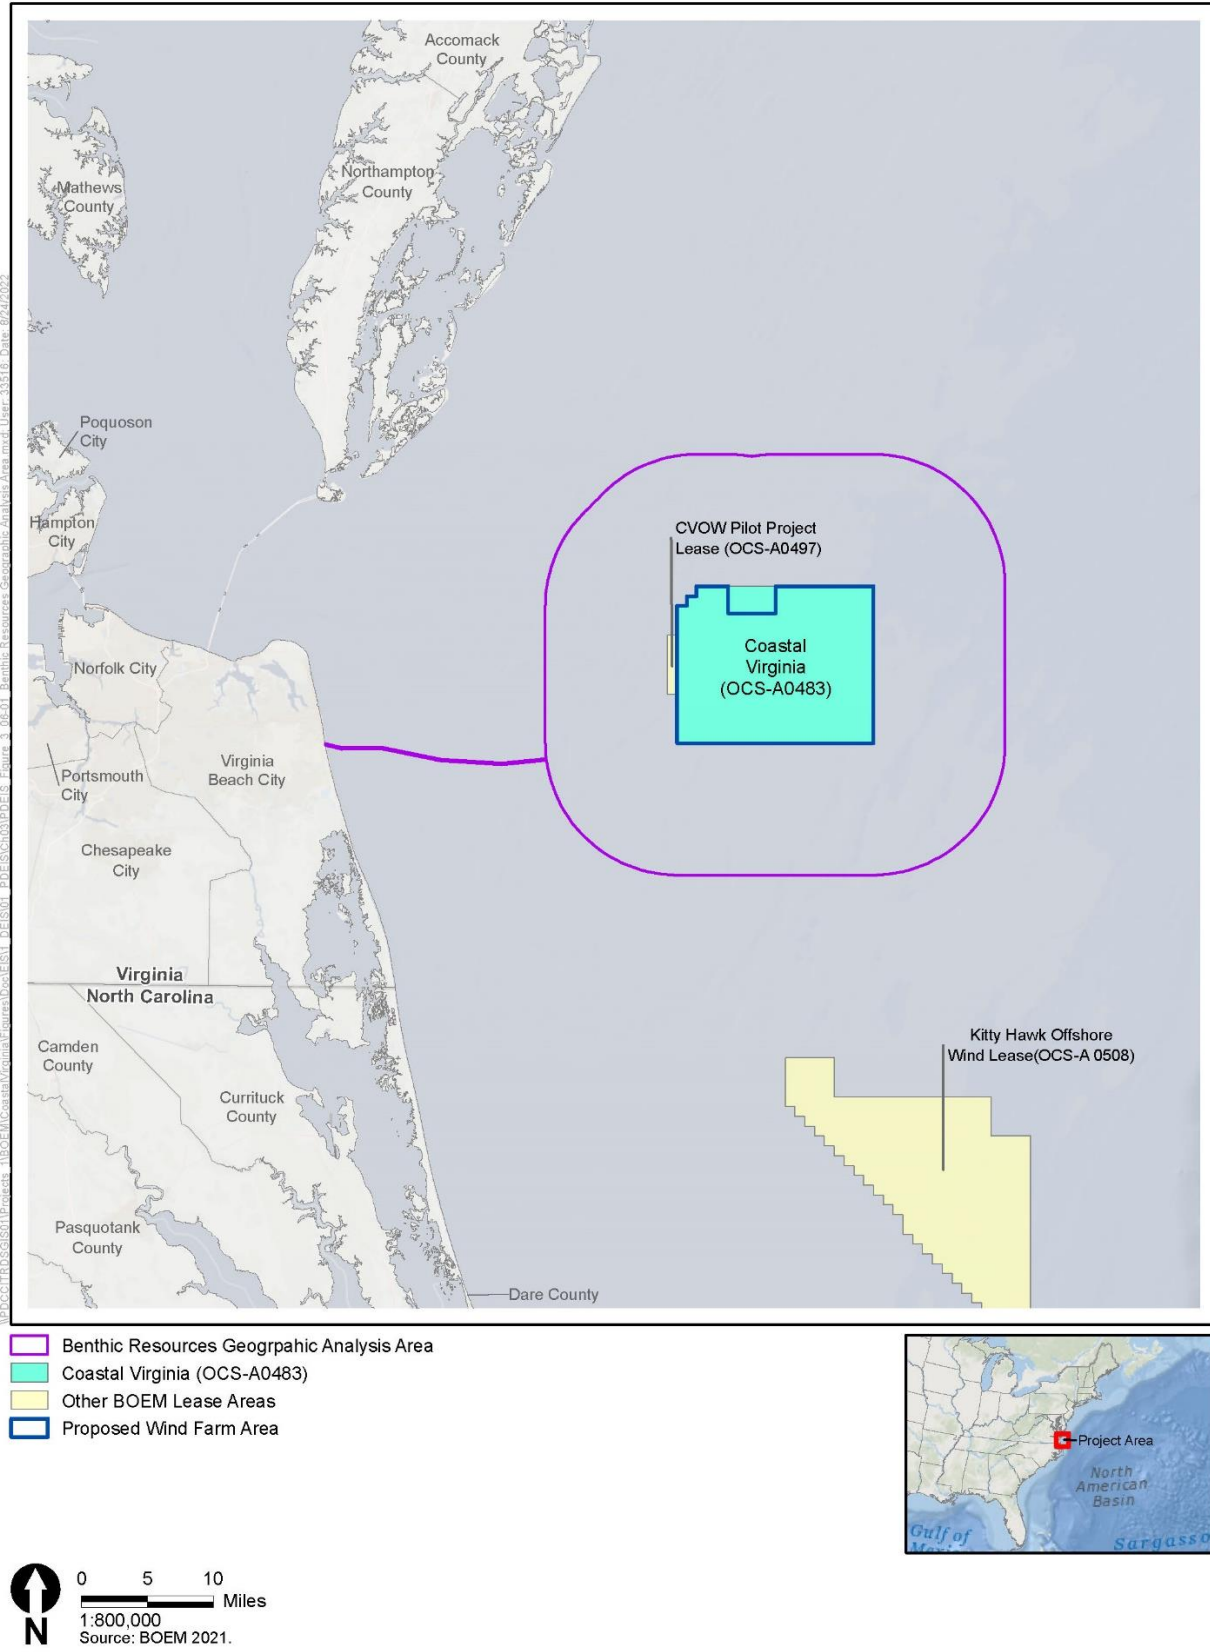 Accomack
County
Northampton
County
Mathews
County
Poquoson
City
Hampton
City
CVOW Pilot Project
Lease (OCS-A0497)
Coastal
Virginia
(OCS-A0483)
Norfolk City
Virginia
Beach City
Portsmouth
City
Chesapeake
City
Virginia
North Carolina
Camden
County
Currituck
County
Kitty Hawk Offshore
Wind Lease(OCS-A 0508)
Pasquotank
County
Dare County
Benthic Resources Geogrpahic Analysis Area
Coastal Virginia (OCS-A0483)
Other BOEM Lease Areas
Proposed Wind Farm Area
Project Area
North
American
Basin
Gulf of
Sargasso
0 5 10
Miles
1:800,000
Source: BOEM 2021.
N